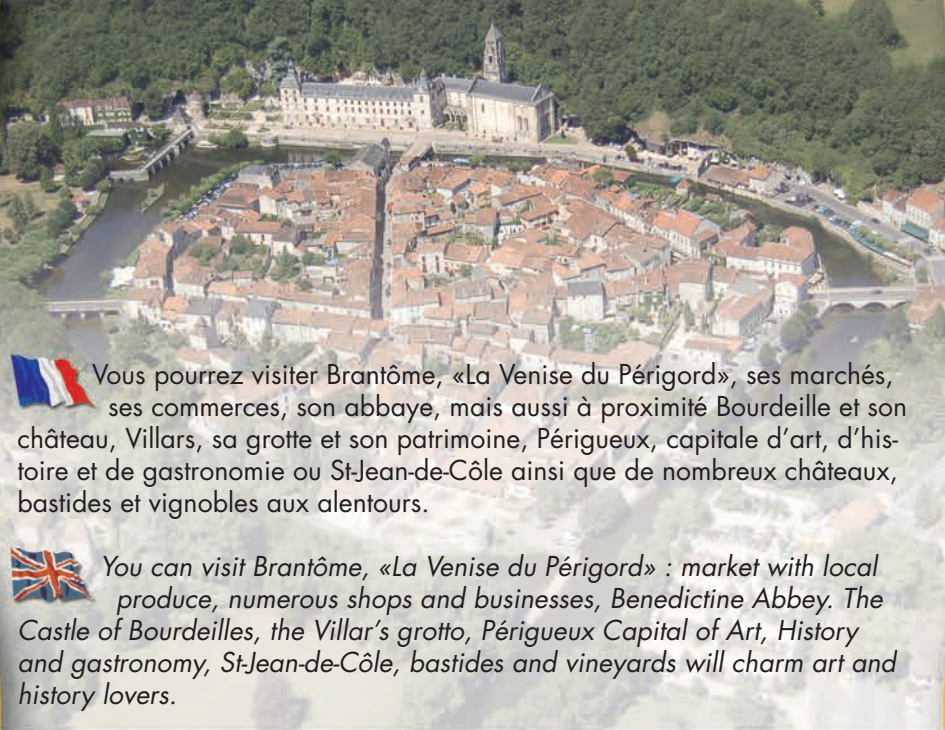 Vous pourrez visiter Brantôme, «La Venise du Périgord», ses marchés,
ses commerces, son abbaye, mais aussi à proximité Bourdeille et son
château, Villars, sa grotte et son patrimoine, Périgueux, capitale d’art, d’his-
toire et de gastronomie ou St-Jean-de-Côle ainsi que de nombreux châteaux,
bastides et vignobles aux alentours.
You can visit Brantôme, «La Venise du Périgord» : market with local
produce, numerous shops and businesses, Benedictine Abbey. The
Castle of Bourdeilles, the Villar’s grotto, Périgueux Capital of Art, History
and gastronomy, St-Jean-de-Côle, bastides and vineyards will charm art and
history lovers.